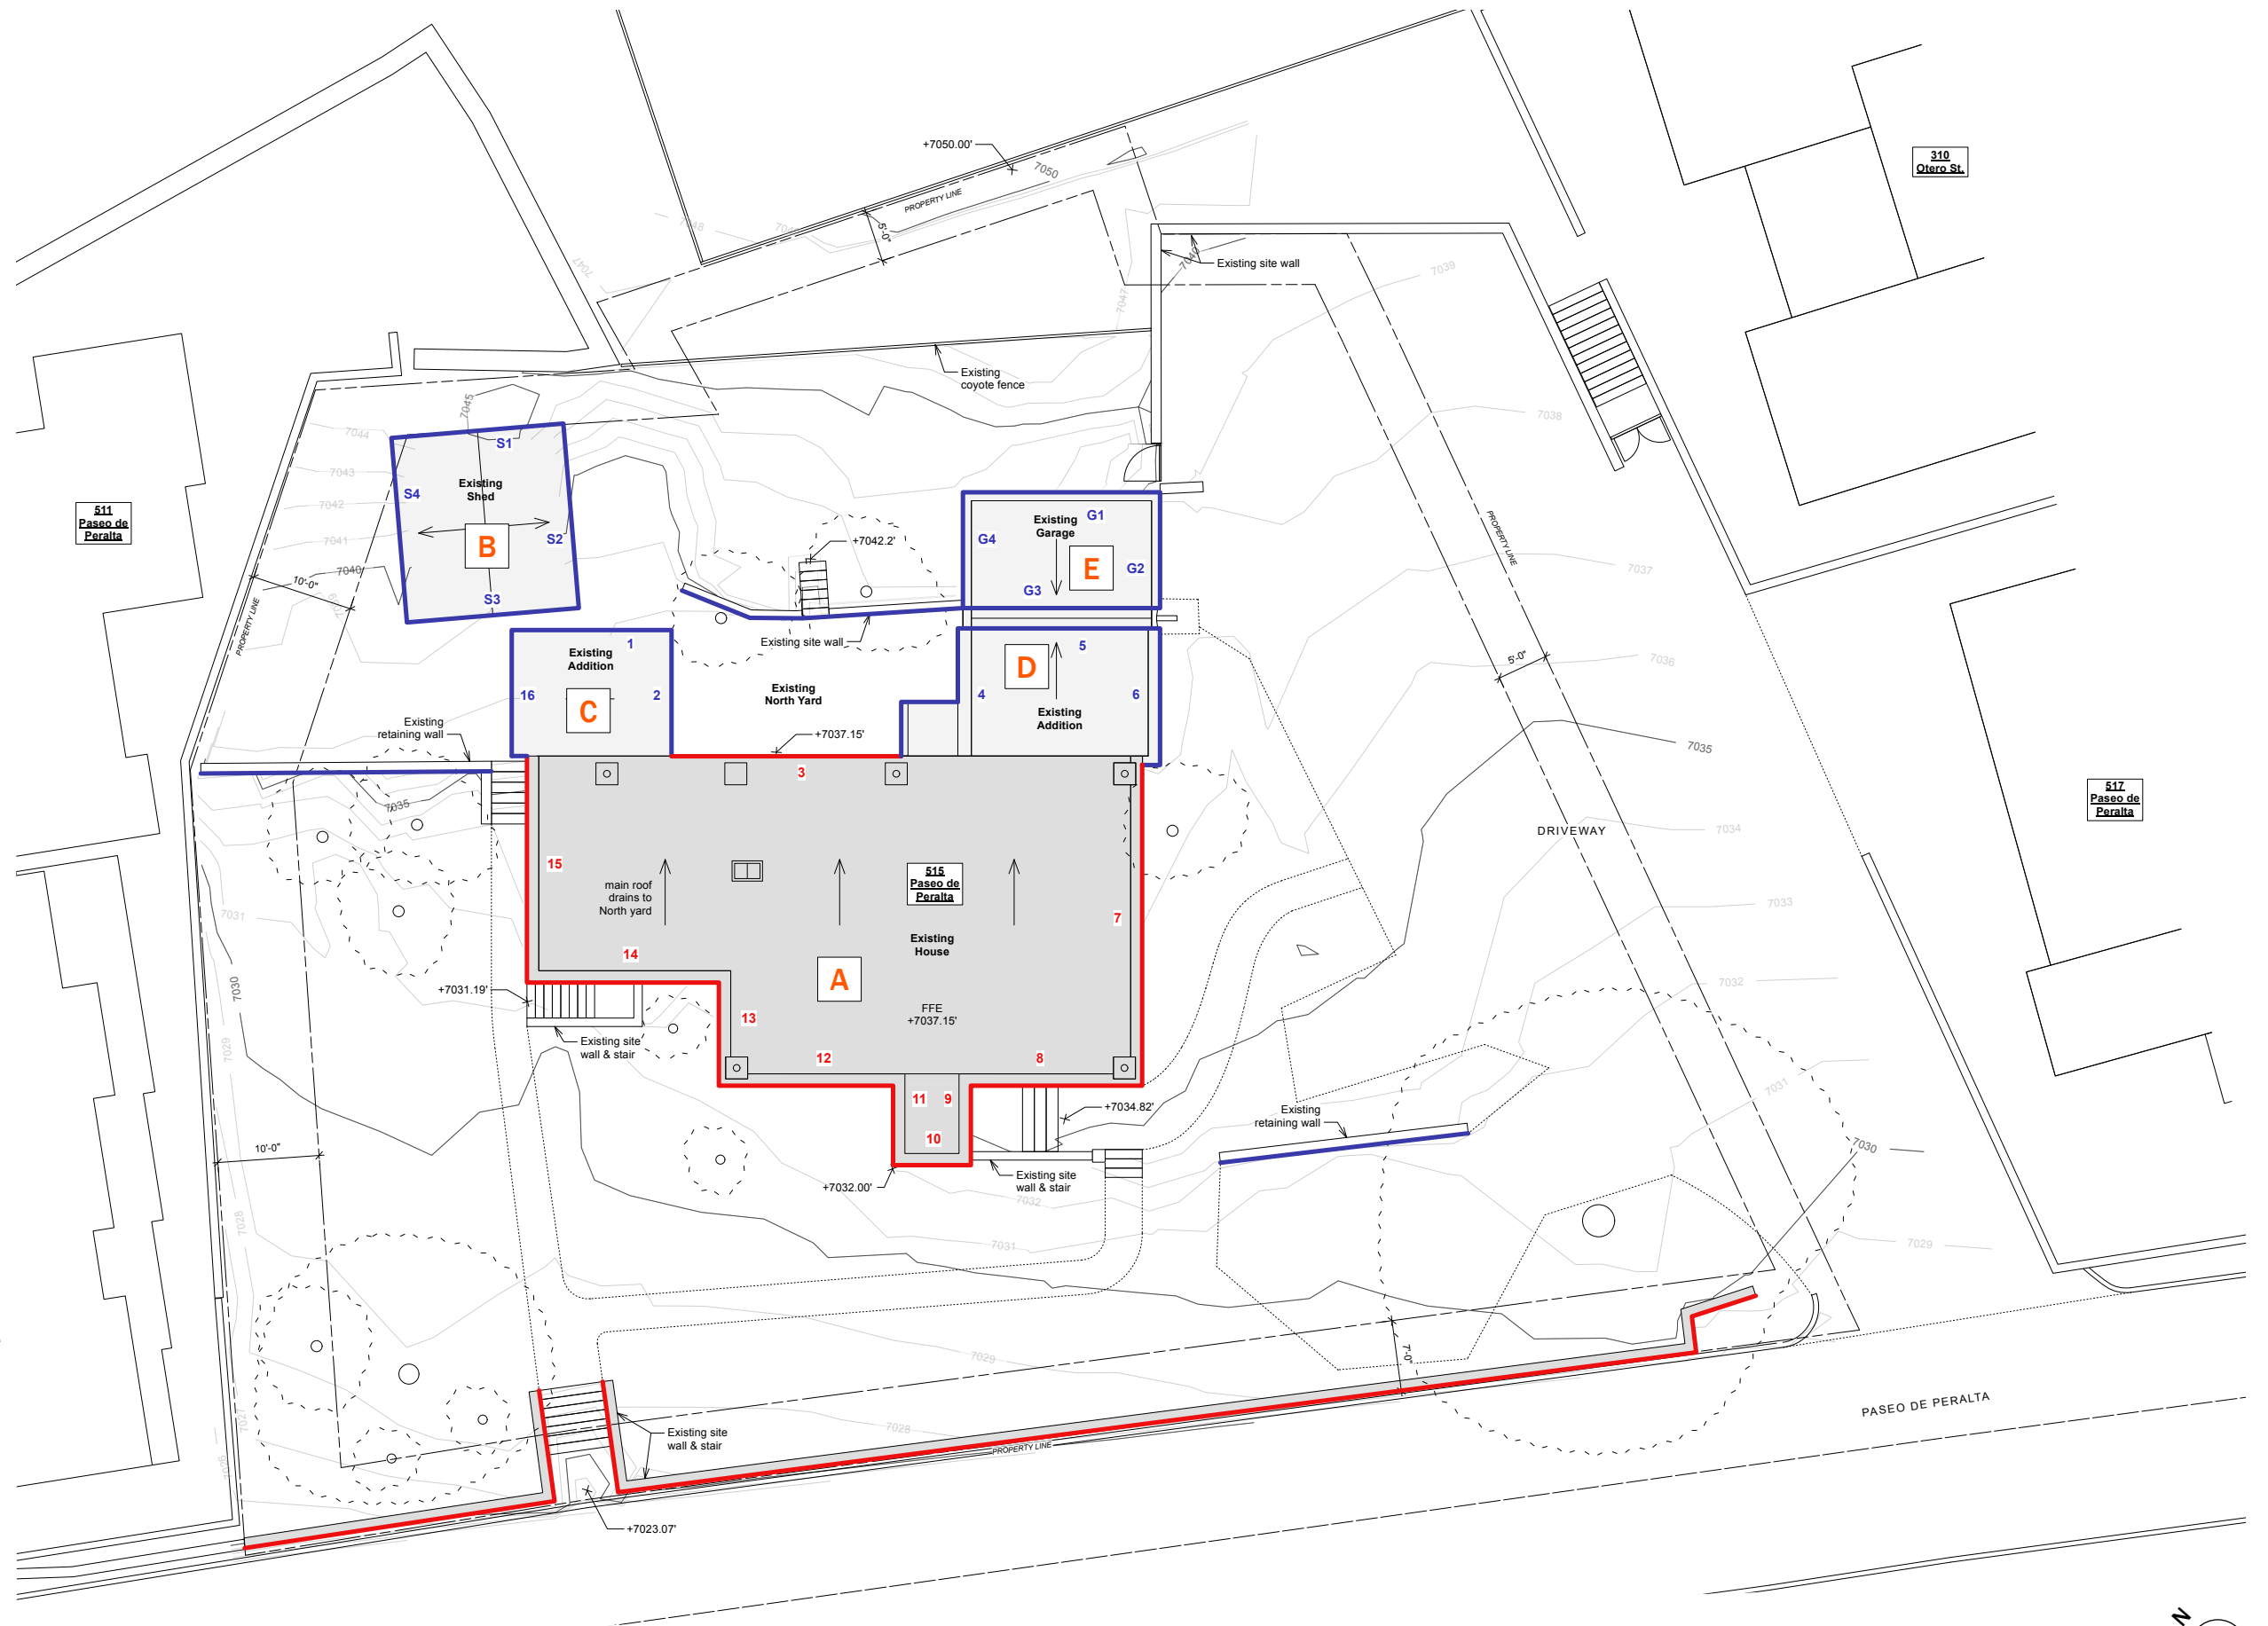 +7050.00'
7050
PROPERTY LINE
5'-0"
7048
7047
7047
7040
Existing site wall
7039
310
Otero St.
Existing
coyote fence
7038
7045
7044
S1
7043
S4
Existing
Shed
7042
S2
7041
B
7040
10'-0"
S3
511
Paseo de
Peralta
PROPERTY LINE
+7042.2'
Existing
Garage
G1
G4
E
G2
G3
PROPERTY LINE
7037
Existing site wall
Existing
Addition
1
16
2
C
Existing
North Yard
5
D
4
6
Existing
Addition
5'-0"
7036
Existing
retaining wall
+7037.15'
3
7035
7035
517
Paseo de
Peralta
DRIVEWAY
7034
15
main roof
drains to
North yard
515
Paseo de
Peralta
7
7033
7031
Existing
House
14
A
7030
7032
+7031.19'
FFE
+7037.15'
13
Existing site
wall & stair
12
8
7029
7031
11
9
+7034.82'
Existing
retaining wall
10
10'-0"
7030
Existing site
wall & stair
+7032.00'
7032
7028
7031
7029
7029
7'-0"
7027
7028
PROPERTY LINE
PASEO DE PERALTA
Existing site
wall & stair
7026
+7023.07'
N